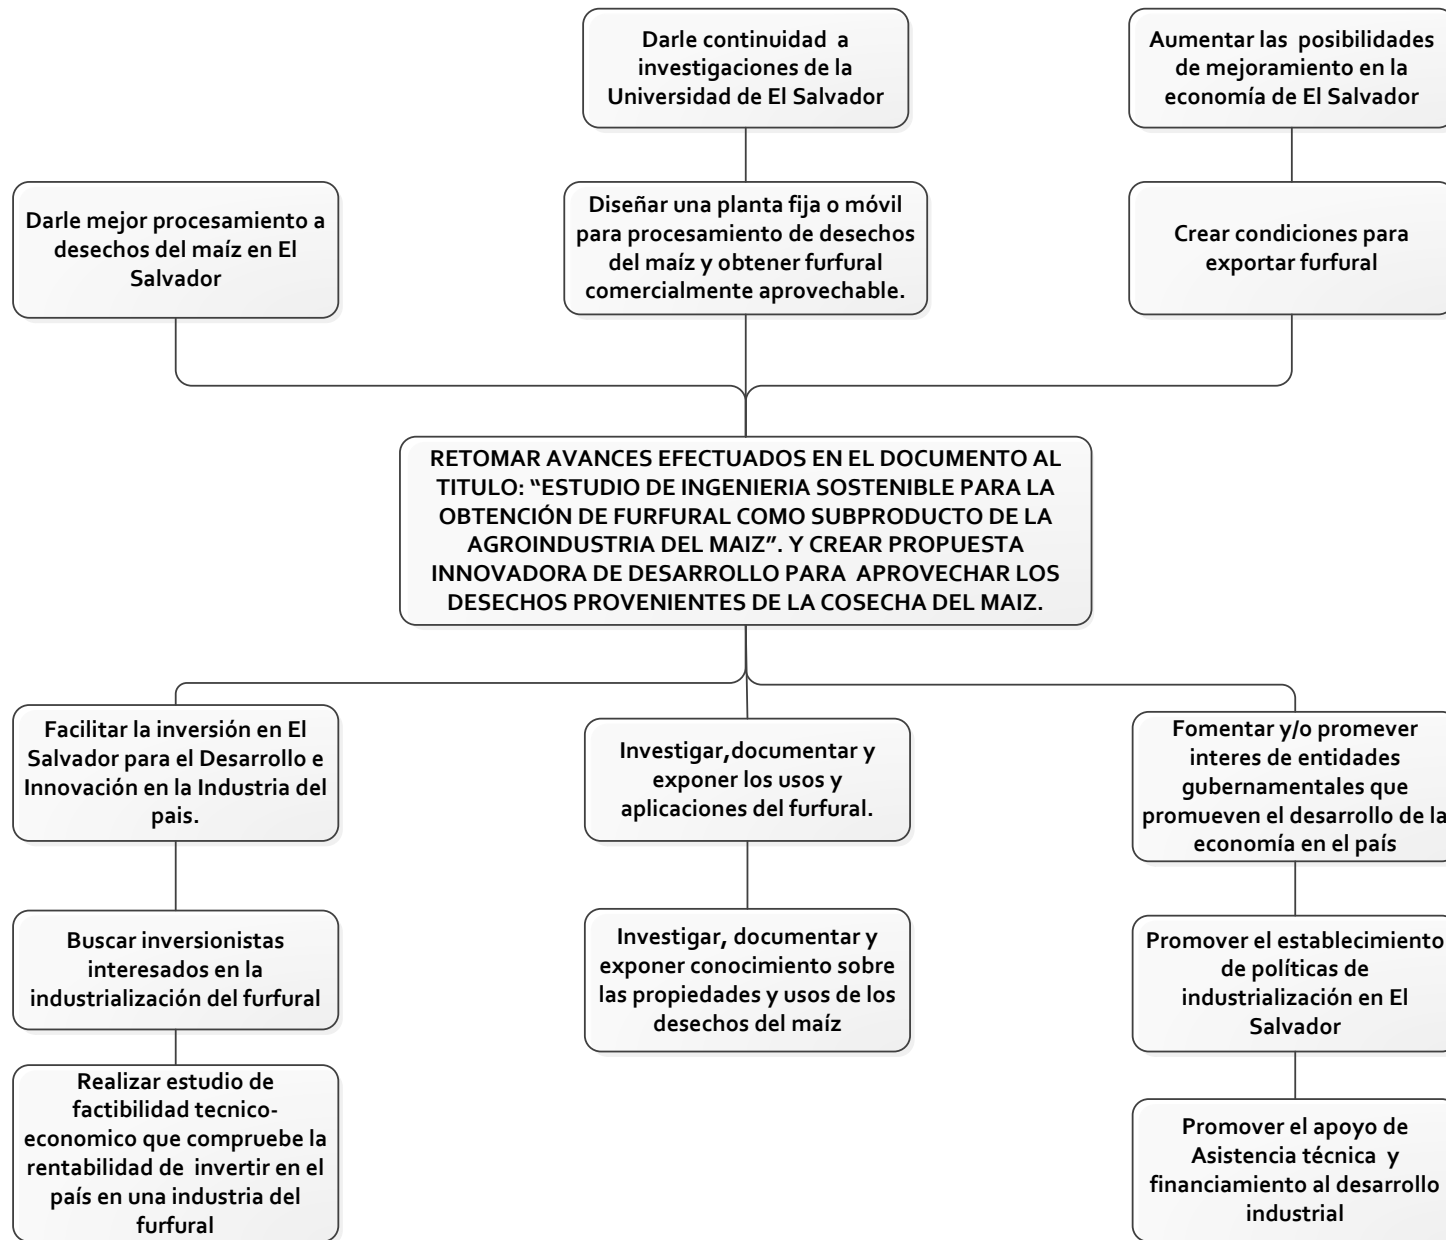 Darle continuidad a
investigaciones de la
Universidad de El Salvador
Aumentar las posibilidades
de mejoramiento en la
economía de El Salvador
Darle mejor procesamiento a
desechos del maíz en El
Salvador
Diseñar una planta fija o móvil
para procesamiento de desechos
del maíz y obtener furfural
comercialmente aprovechable.
Crear condiciones para
exportar furfural
RETOMAR AVANCES EFECTUADOS EN EL DOCUMENTO AL
TITULO: “ESTUDIO DE INGENIERIA SOSTENIBLE PARA LA
OBTENCIÓN DE FURFURAL COMO SUBPRODUCTO DE LA
AGROINDUSTRIA DEL MAIZ”. Y CREAR PROPUESTA
INNOVADORA DE DESARROLLO PARA APROVECHAR LOS
DESECHOS PROVENIENTES DE LA COSECHA DEL MAIZ.
Facilitar la inversión en El
Salvador para el Desarrollo e
Innovación en la Industria del
pais.
Investigar,documentar y
exponer los usos y
aplicaciones del furfural.
Fomentar y/o promever
interes de entidades
gubernamentales que
promueven el desarrollo de la
economía en el país
Buscar inversionistas
interesados en la
industrialización del furfural
Investigar, documentar y
exponer conocimiento sobre
las propiedades y usos de los
desechos del maíz
Promover el establecimiento
de políticas de
industrialización en El
Salvador
Realizar estudio de
factibilidad tecnico-
economico que compruebe la
rentabilidad de invertir en el
país en una industria del
furfural
Promover el apoyo de
Asistencia técnica y
financiamiento al desarrollo
industrial